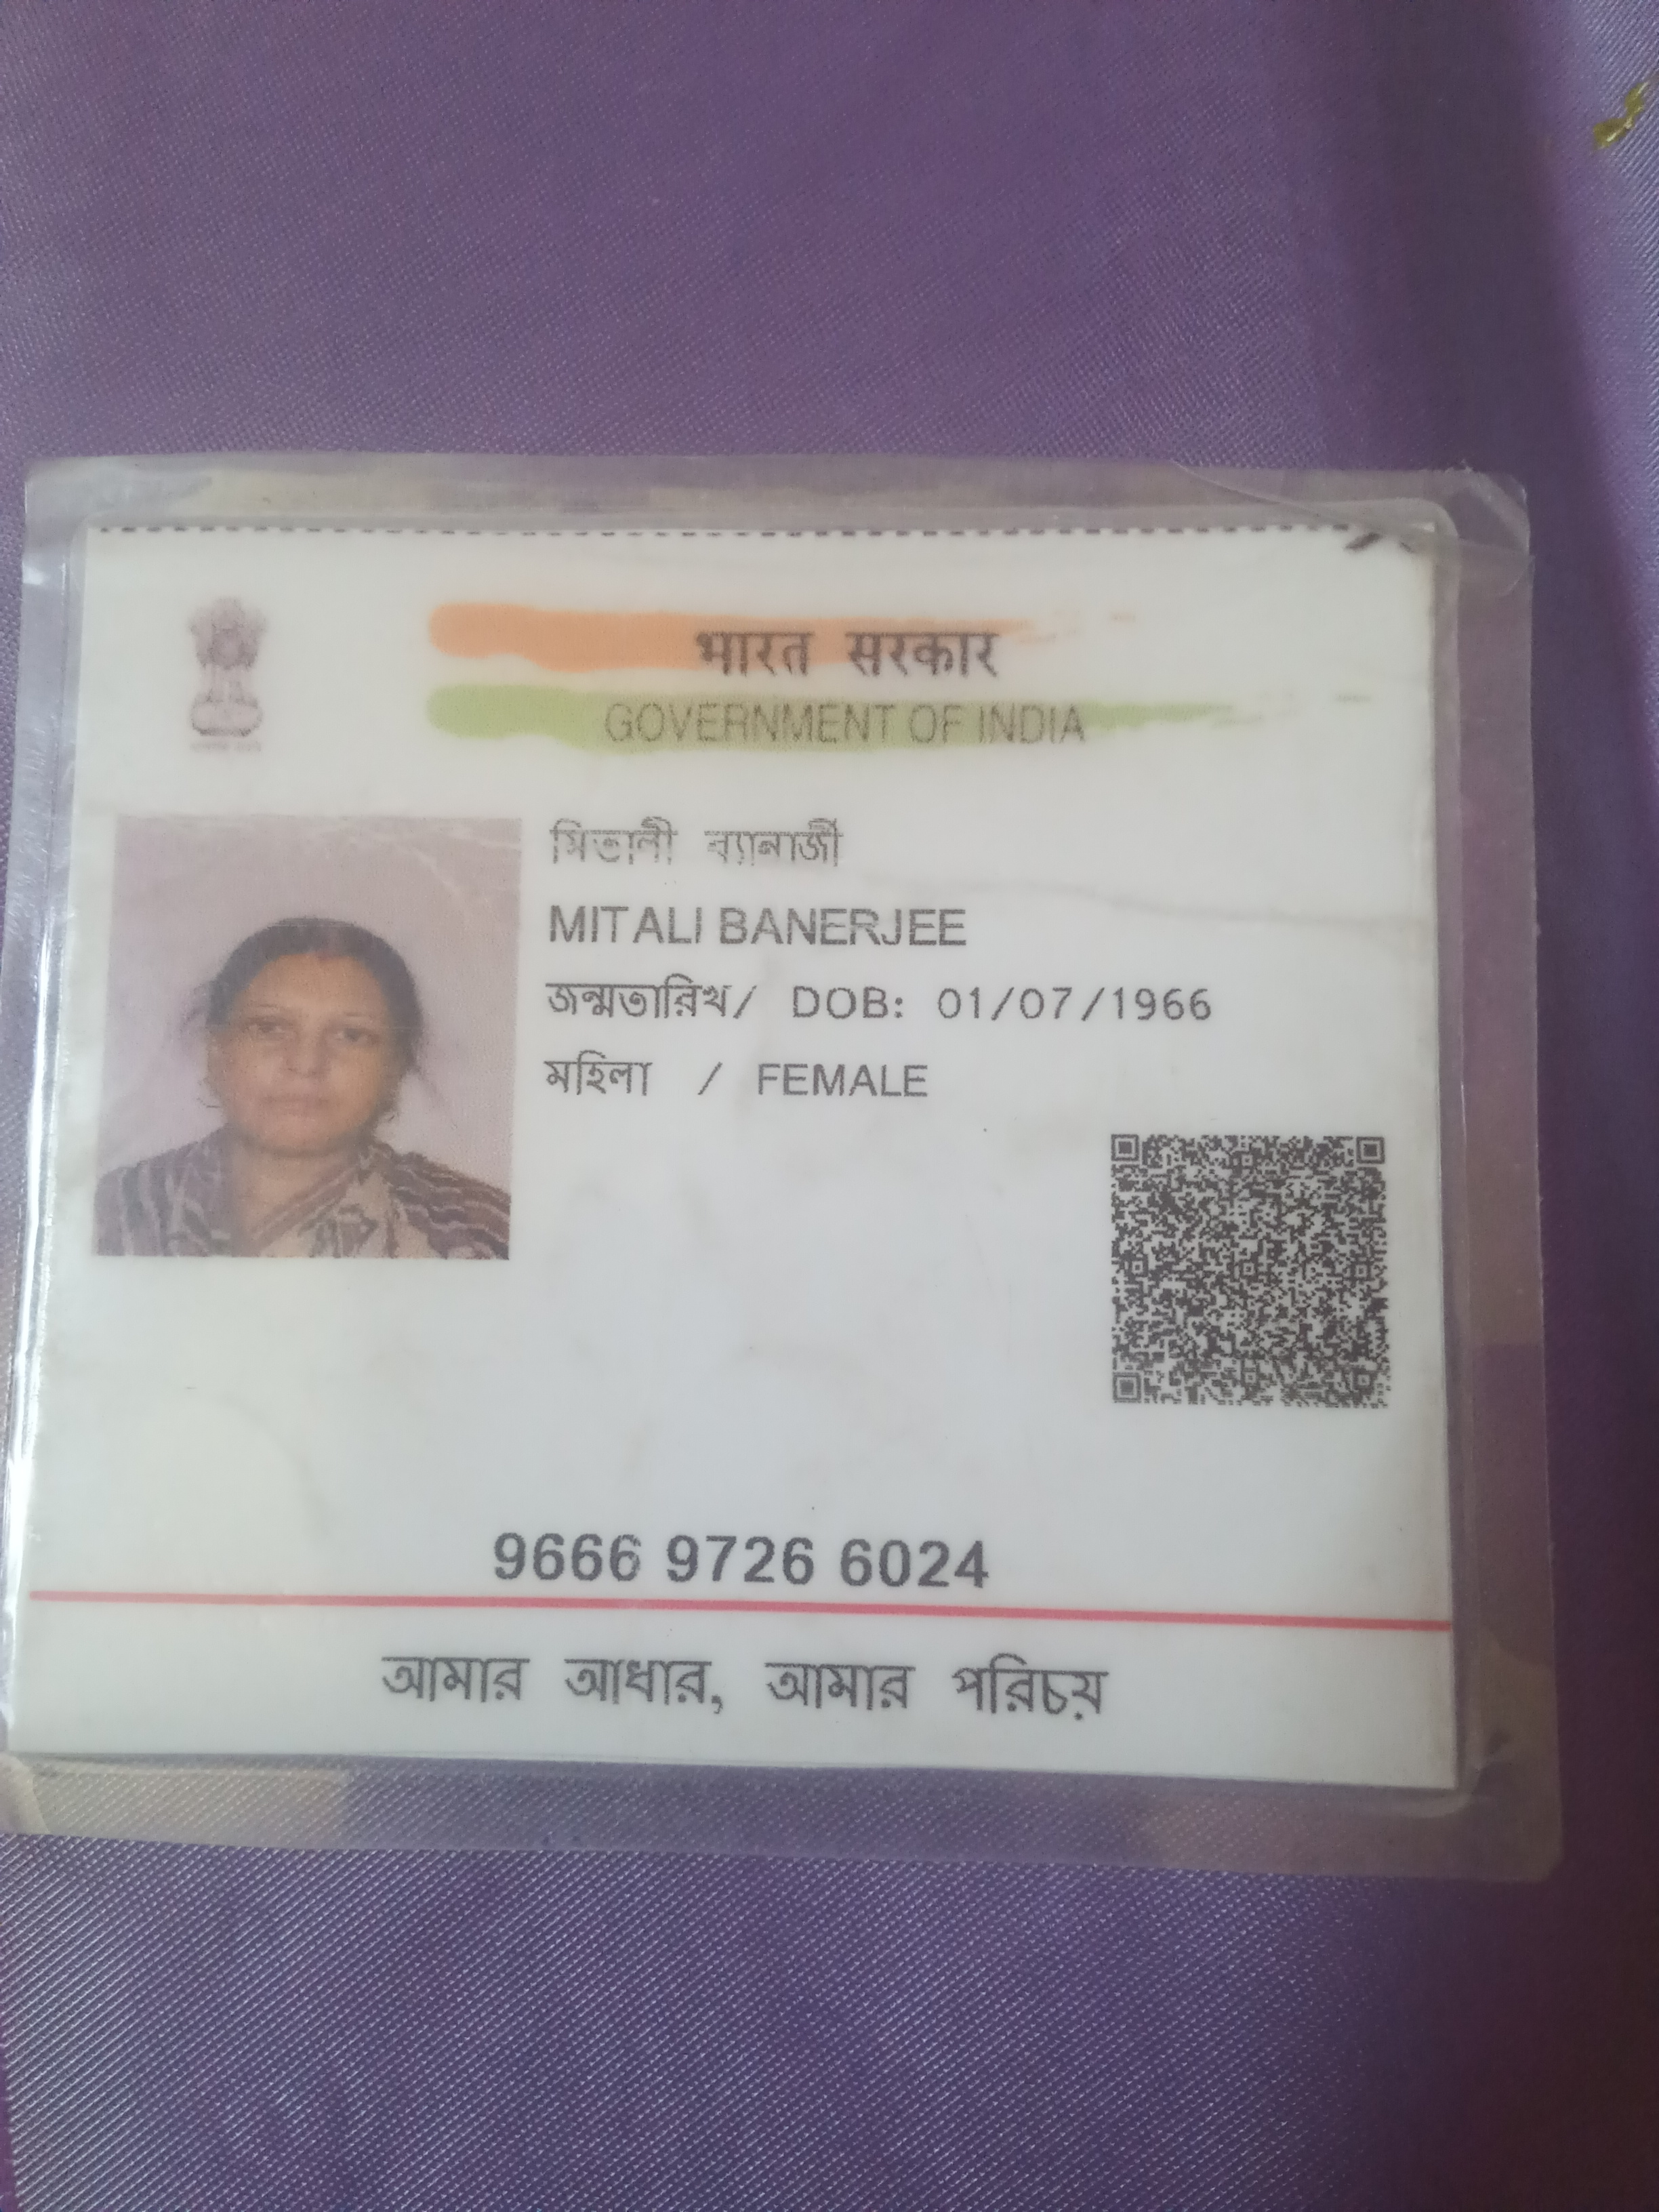 भारत सरकार
GOVERNMENT OF INDIA
মিতালী ব্যানার্জী
MITALI BANERJEE
জন্মতারিখ/ DOB: 01/07/1966
মহিলা / FEMALE
9666 9726 6024
আমার আধার, আমার পরিচয়